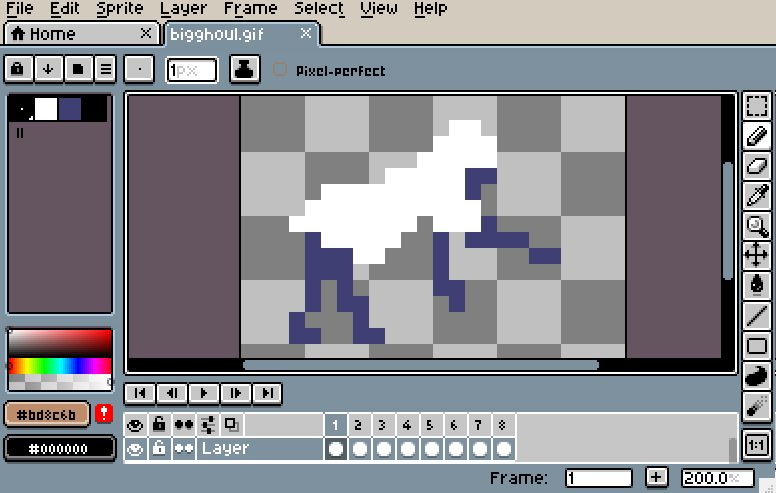 File Edit Sprite Layer Frame Select View Help
Home bigghoul.gif
1px Pixel-perfect
#bd8c6b
#000000
1 2 3 4 5 6 7 8
Layer
1:1
Frame: 1 200.0%